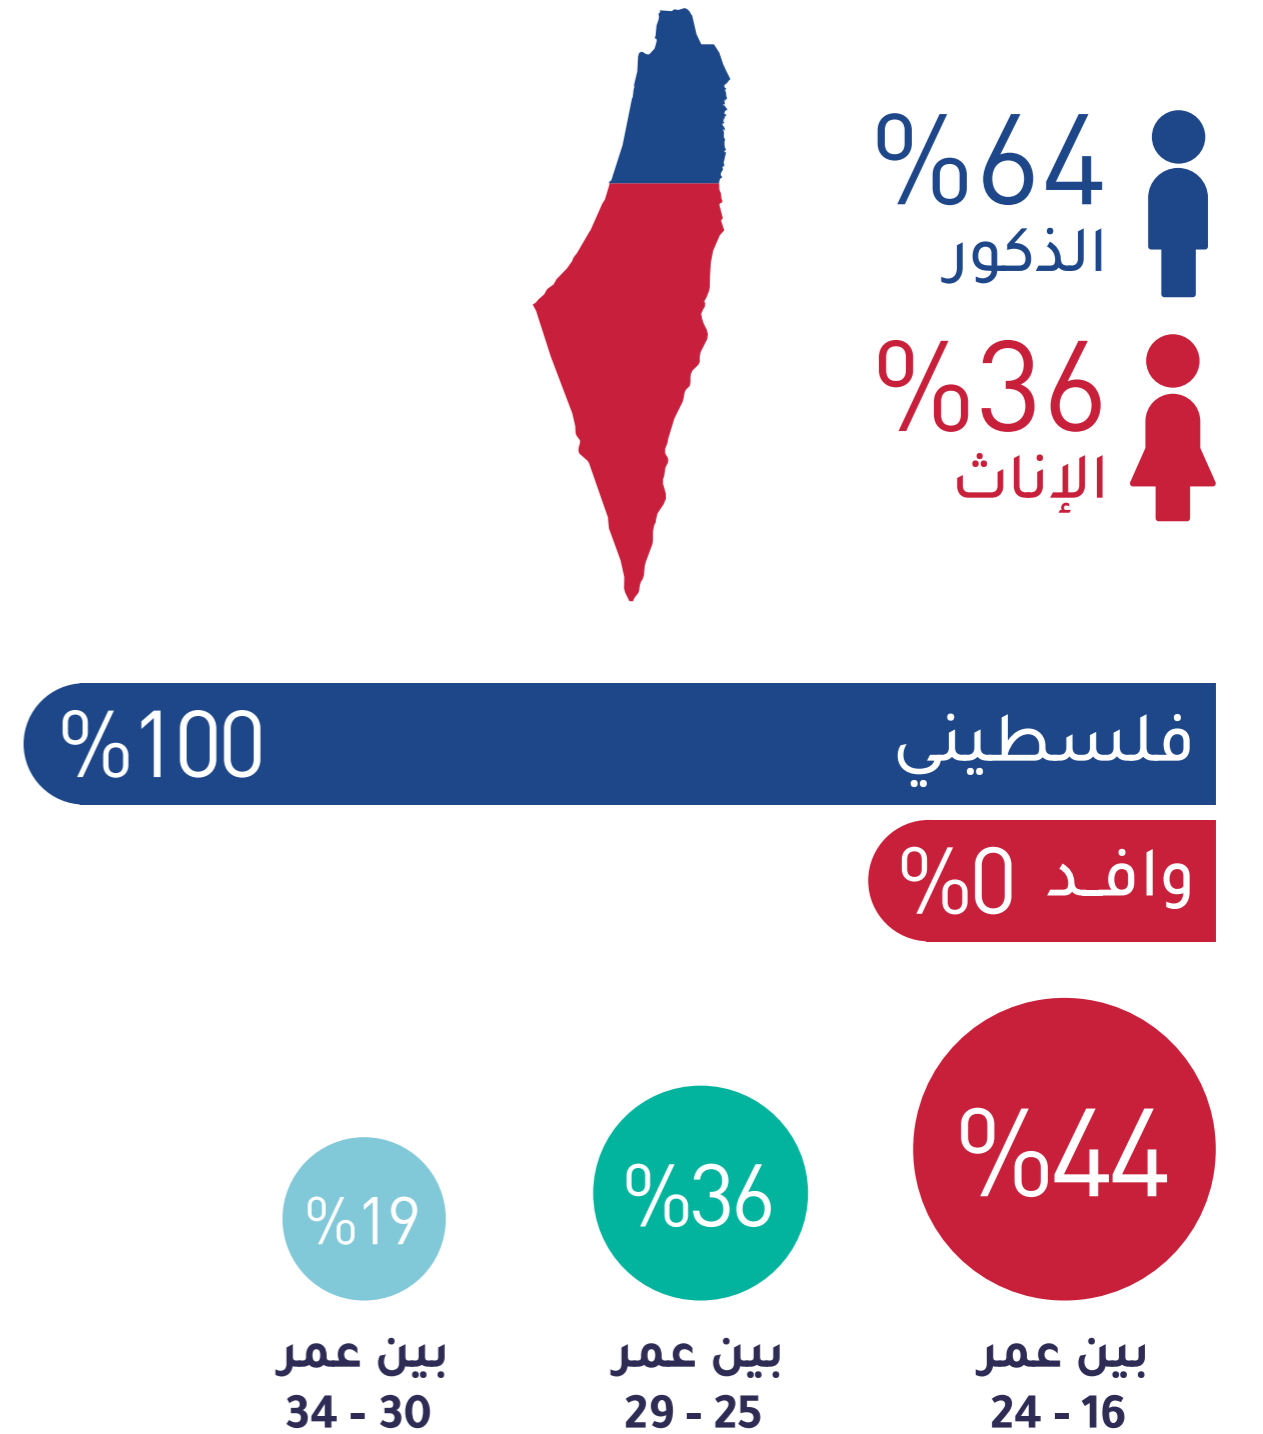 %64
الذكور
%36
الإناث
فلسطيني %100
وافد %0
%44
بين عمر
16 - 24
%36
بين عمر
25 - 29
%19
بين عمر
30 - 34